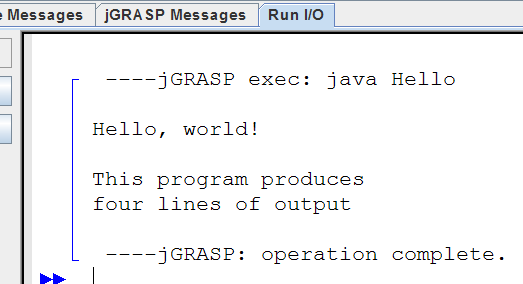 e Messages jGRASP Messages Run I/O
----jGRASP exec: java Hello
Hello, world!
This program produces
four lines of output
----jGRASP: operation complete.